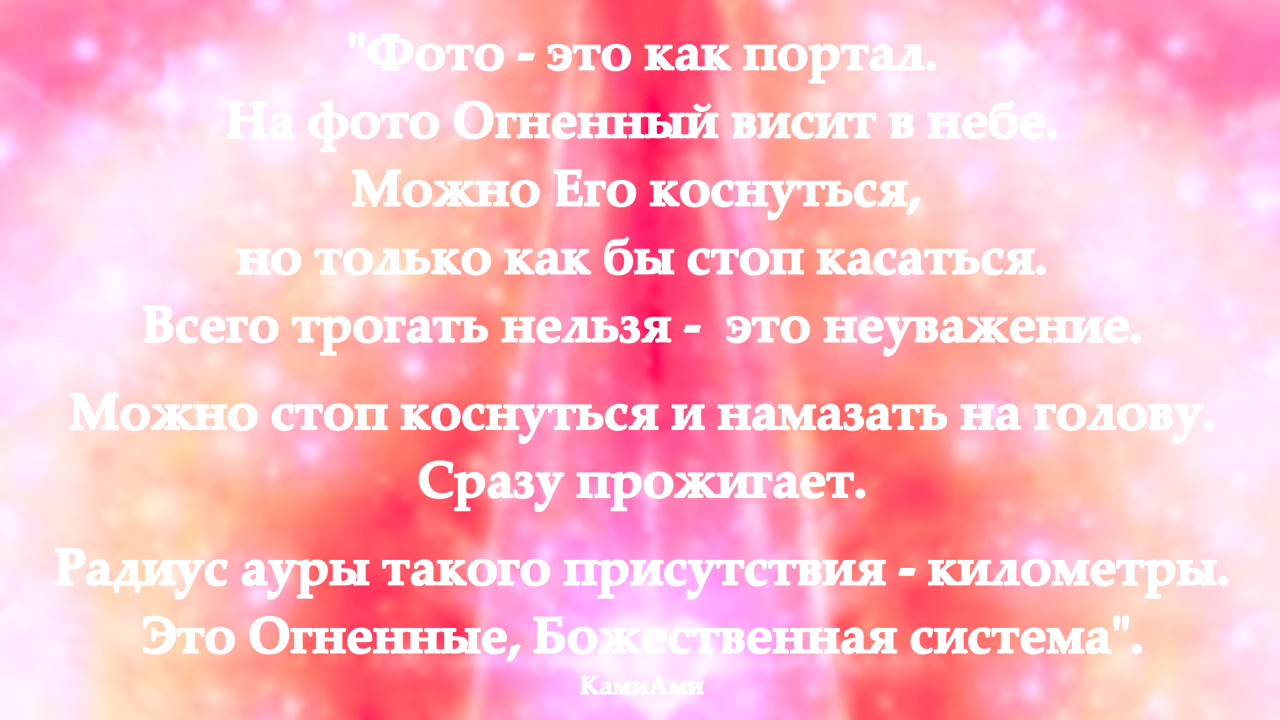 "Фото - это как портал.
На фото Огненный висит в небе.
Можно Его коснуться,
но только как бы стоп касаться.
Всего трогать нельзя -  это неуважение.
Можно стоп коснуться и намазать на голову.
Сразу прожигает.
Радиус ауры такого присутствия - километры.
Это Огненные, Божественная система".
КамиАми